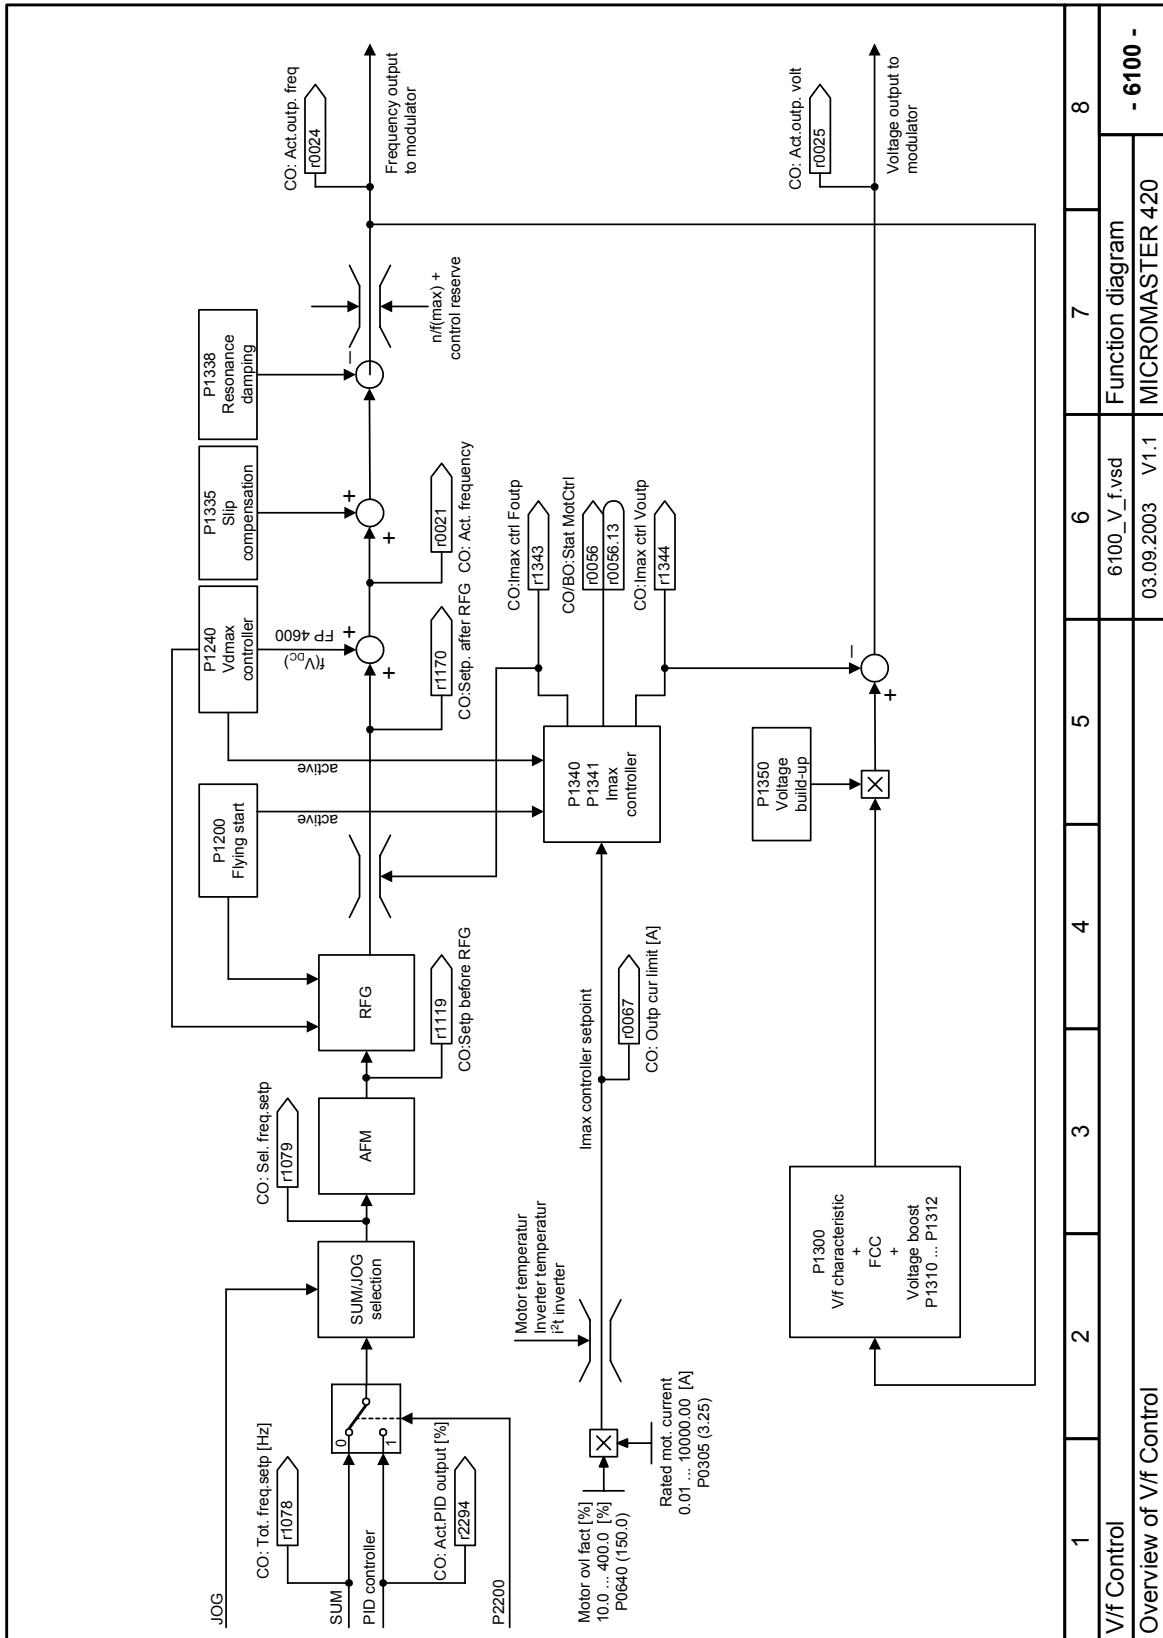 JOG
CO: Tot. freq.setp [Hz]
r1078
SUM
PID controller
0
1
CO: Act.PID output [%]
r2294
P2200
SUM/JOG
selection
CO: Sel. freq.setp
r1079
AFM
r1119
CO:Setp before RFG
RFG
P1200
Flying start
active
P1240
Vdmax
controller
active
f(VDC)
FP 4600
+
+
r1170
CO:Setp. after RFG
P1335
Slip
compensation
+
+
r0021
CO: Act. frequency
P1338
Resonance
damping
–
n/f(max) +
control reserve
CO: Act.outp. freq
r0024
Frequency output
to modulator
Motor ovl fact [%]
10.0 ... 400.0 [%]
P0640 (150.0)
Rated mot. current
0.01 ... 10000.00 [A]
P0305 (3.25)
Motor temperatur
Inverter temperatur
i²t inverter
Imax controller setpoint
r0067
CO: Outp cur limit [A]
P1340
P1341
Imax
controller
CO:Imax ctrl Foutp
r1343
CO/BO:Stat MotCtrl
r0056
r0056.13
CO:Imax ctrl Voutp
r1344
P1300
V/f characteristic
+
FCC
+
Voltage boost
P1310 ... P1312
P1350
Voltage
build-up
–
+
CO: Act.outp. volt
r0025
Voltage output to
modulator
1 2 3 4 5 6 7 8
V/f Control
6100_V_f.vsd
Function diagram
- 6100 -
Overview of V/f Control
03.09.2003 V1.1
MICROMASTER 420